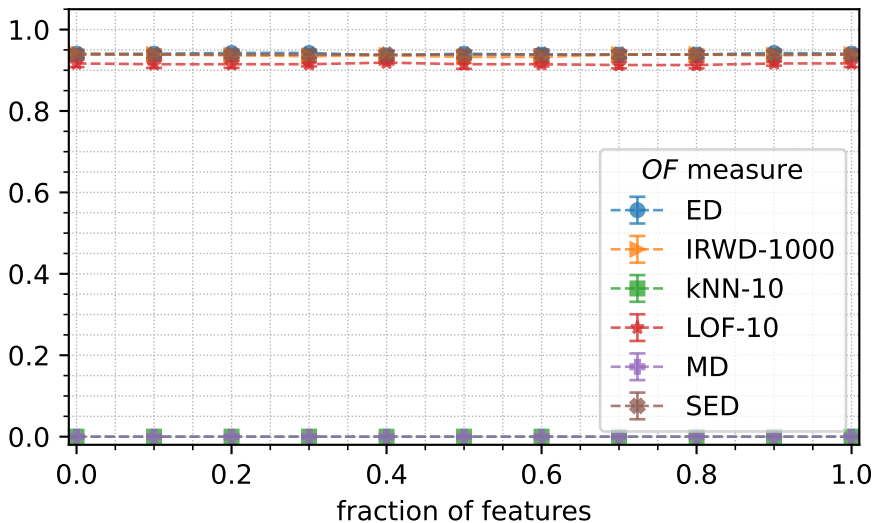 1.0
0.8
0.6
0.4
0.2
0.0
OF measure
ED
IRWD-1000
kNN-10
LOF-10
MD
SED
0.0 0.2 0.4 0.6 0.8 1.0
fraction of features